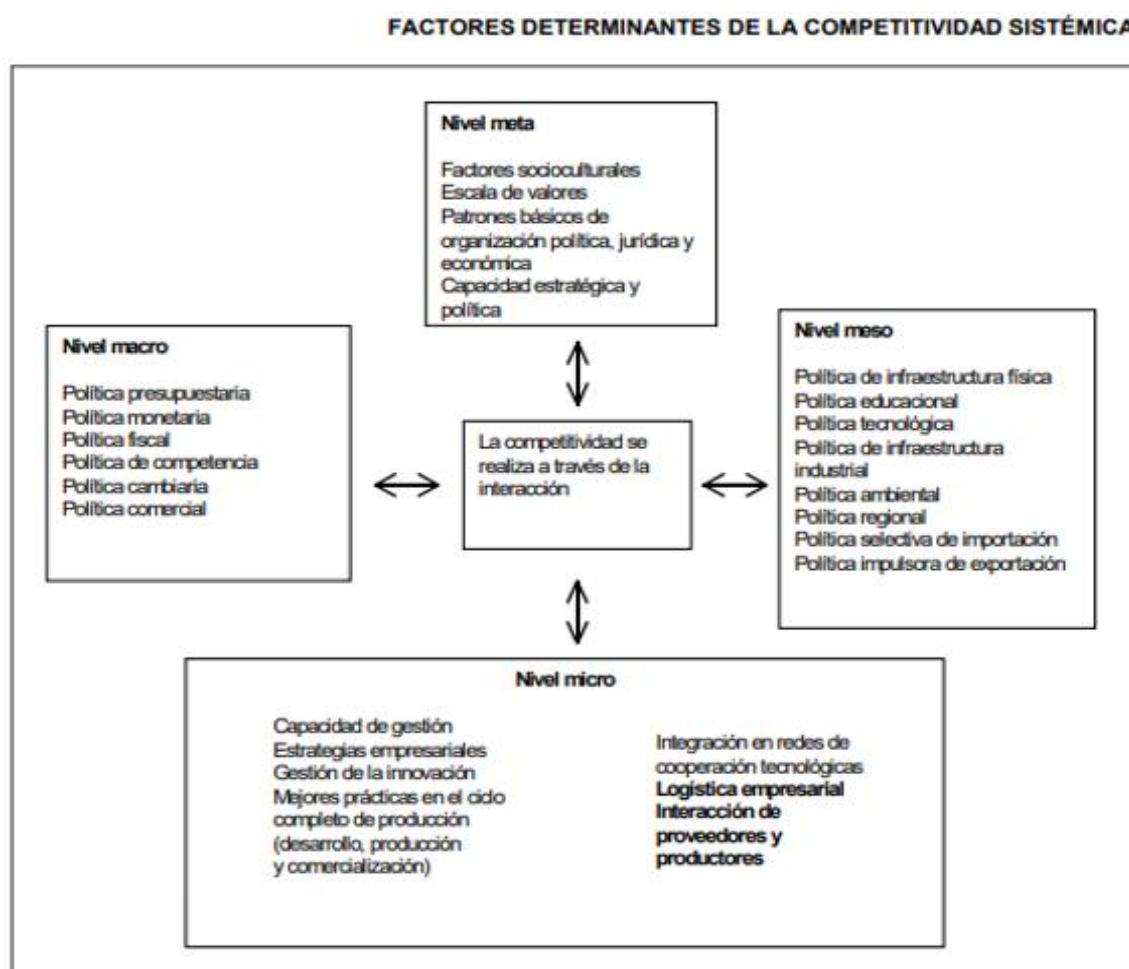 FACTORES DETERMINANTES DE LA COMPETITIVIDAD SISTÉMICA
Nivel meta
Factores socioculturales
Escala de valores
Patrones básicos de
organización política, jurídica y
económica
Capacidad estratégica y
política
Nivel macro
Política presupuestaria
Política monetaria
Política fiscal
Política de competencia
Política cambiaria
Política comercial
La competitividad se
realiza a través de la
interacción
Nivel meso
Política de infraestructura física
Política educacional
Política tecnológica
Política de infraestructura
industrial
Política ambiental
Política regional
Política selectiva de importación
Política impulsora de exportación
Nivel micro
Capacidad de gestión
Estrategias empresariales
Gestión de la innovación
Mejores prácticas en el ciclo
completo de producción
(desarrollo, producción
y comercialización)
Integración en redes de
cooperación tecnológicas
Logística empresarial
Interacción de
proveedores y
productores